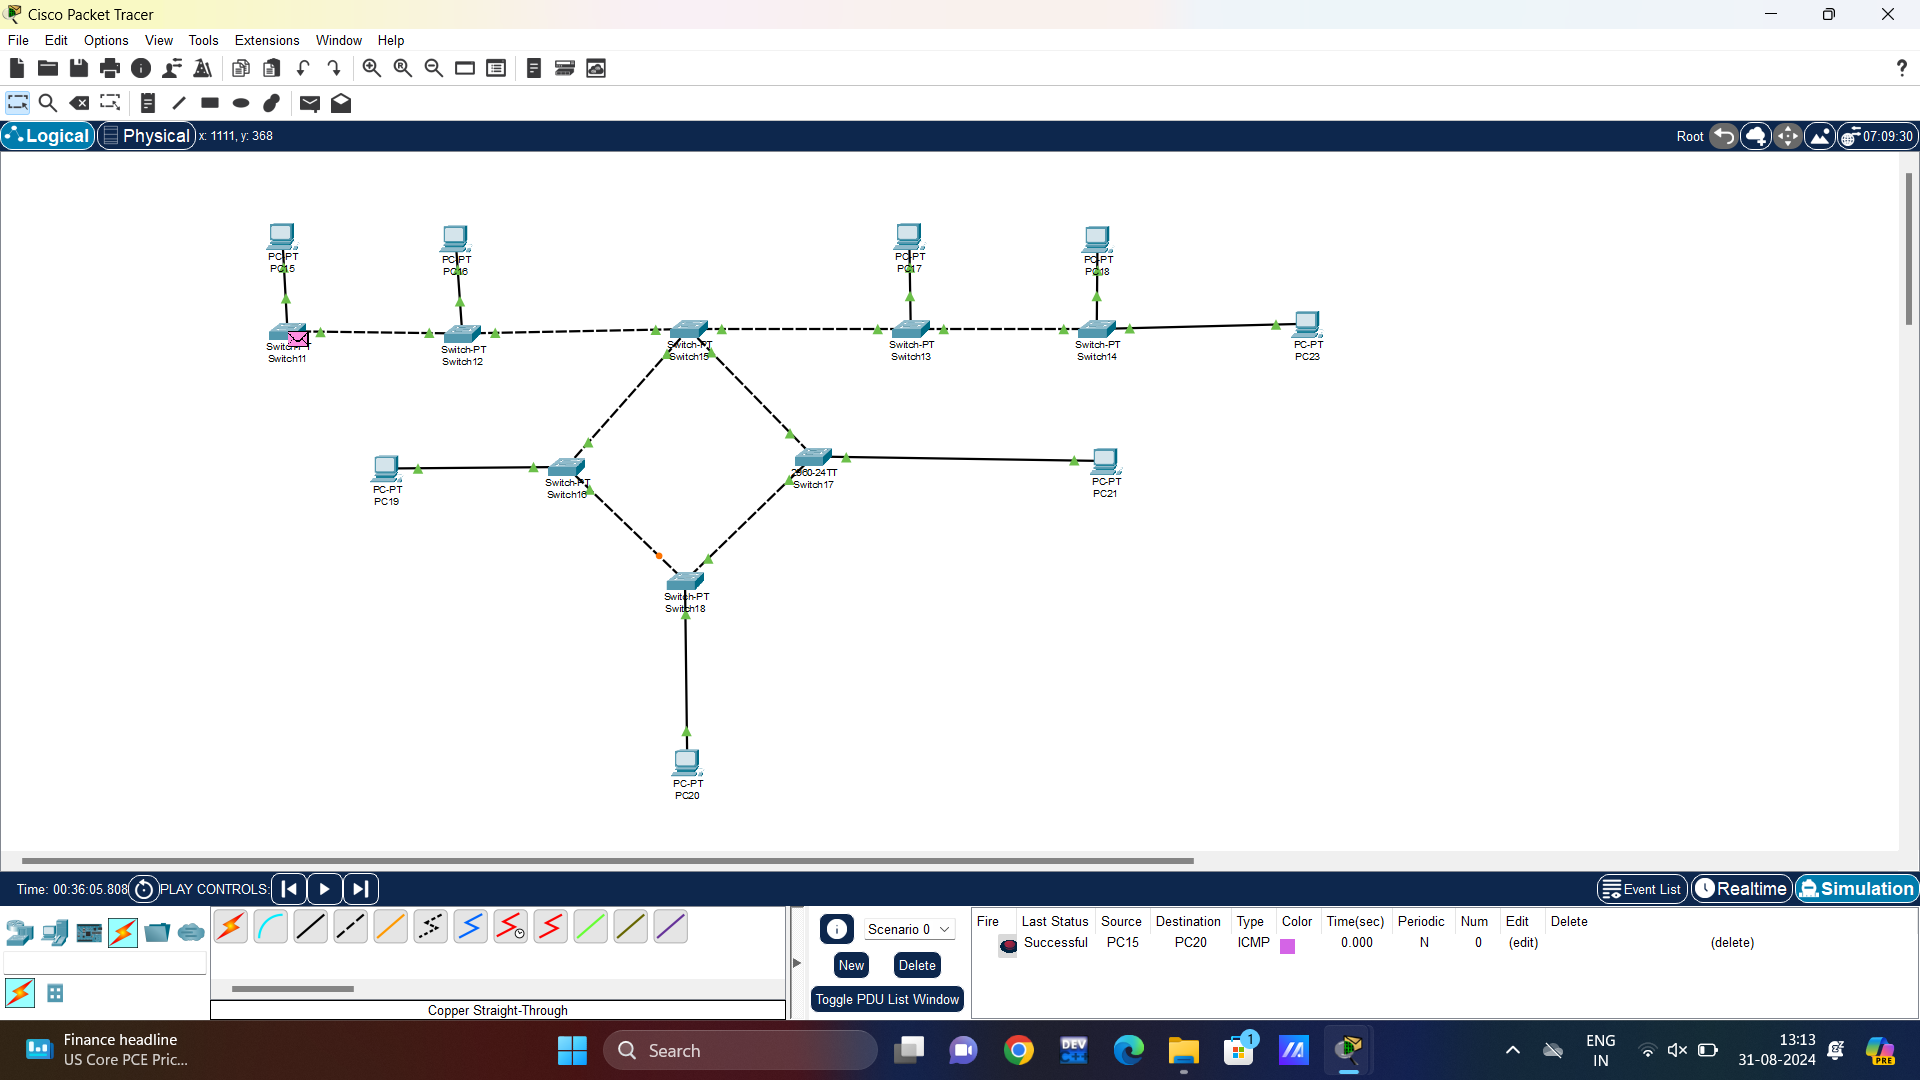 Cisco Packet Tracer
File Edit Options View Tools Extensions Window Help
?
Logical Physical x: 1111, y: 368 Root 07:09:30
PC-PT
PC15
PC-PT
PC16
PC-PT
PC17
PC-PT
PC18
Switch-PT
Switch11
Switch-PT
Switch12
Switch-PT
Switch15
Switch-PT
Switch13
Switch-PT
Switch14
PC-PT
PC23
PC-PT
PC19
Switch-PT
Switch16
2960-24TT
Switch17
PC-PT
PC21
Switch-PT
Switch18
PC-PT
PC20
Time: 00:36:05.808 PLAY CONTROLS: Event List Realtime Simulation
Scenario 0
New Delete
Toggle PDU List Window
Copper Straight-Through
Fire Last Status Source Destination Type Color Time(sec) Periodic Num Edit Delete
Successful PC15 PC20 ICMP 0.000 N 0 (edit) (delete)
Finance headline
US Core PCE Pric...
Search
DEV
C++
1
ENG
IN
13:13
31-08-2024
PRE